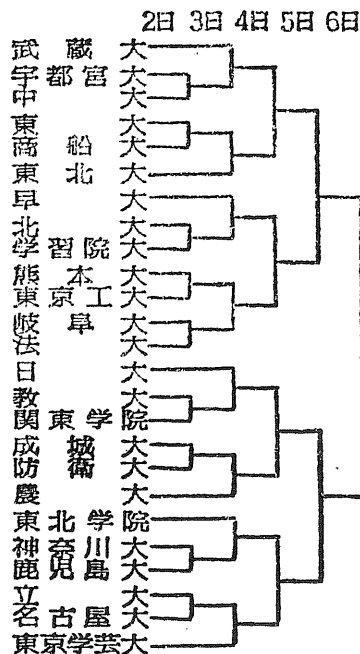 2日 3日 4日 5日 6日
武蔵大
宇都宮大
中大
東大
商船大
東北大
早大
北大
学習院大
熊本大
東京工大
岐阜大
法大
日大
教大
関東学院
成城大
防衛大
慶大
東北学院
神奈川大
鹿児島大
立大
名古屋大
東京学芸大